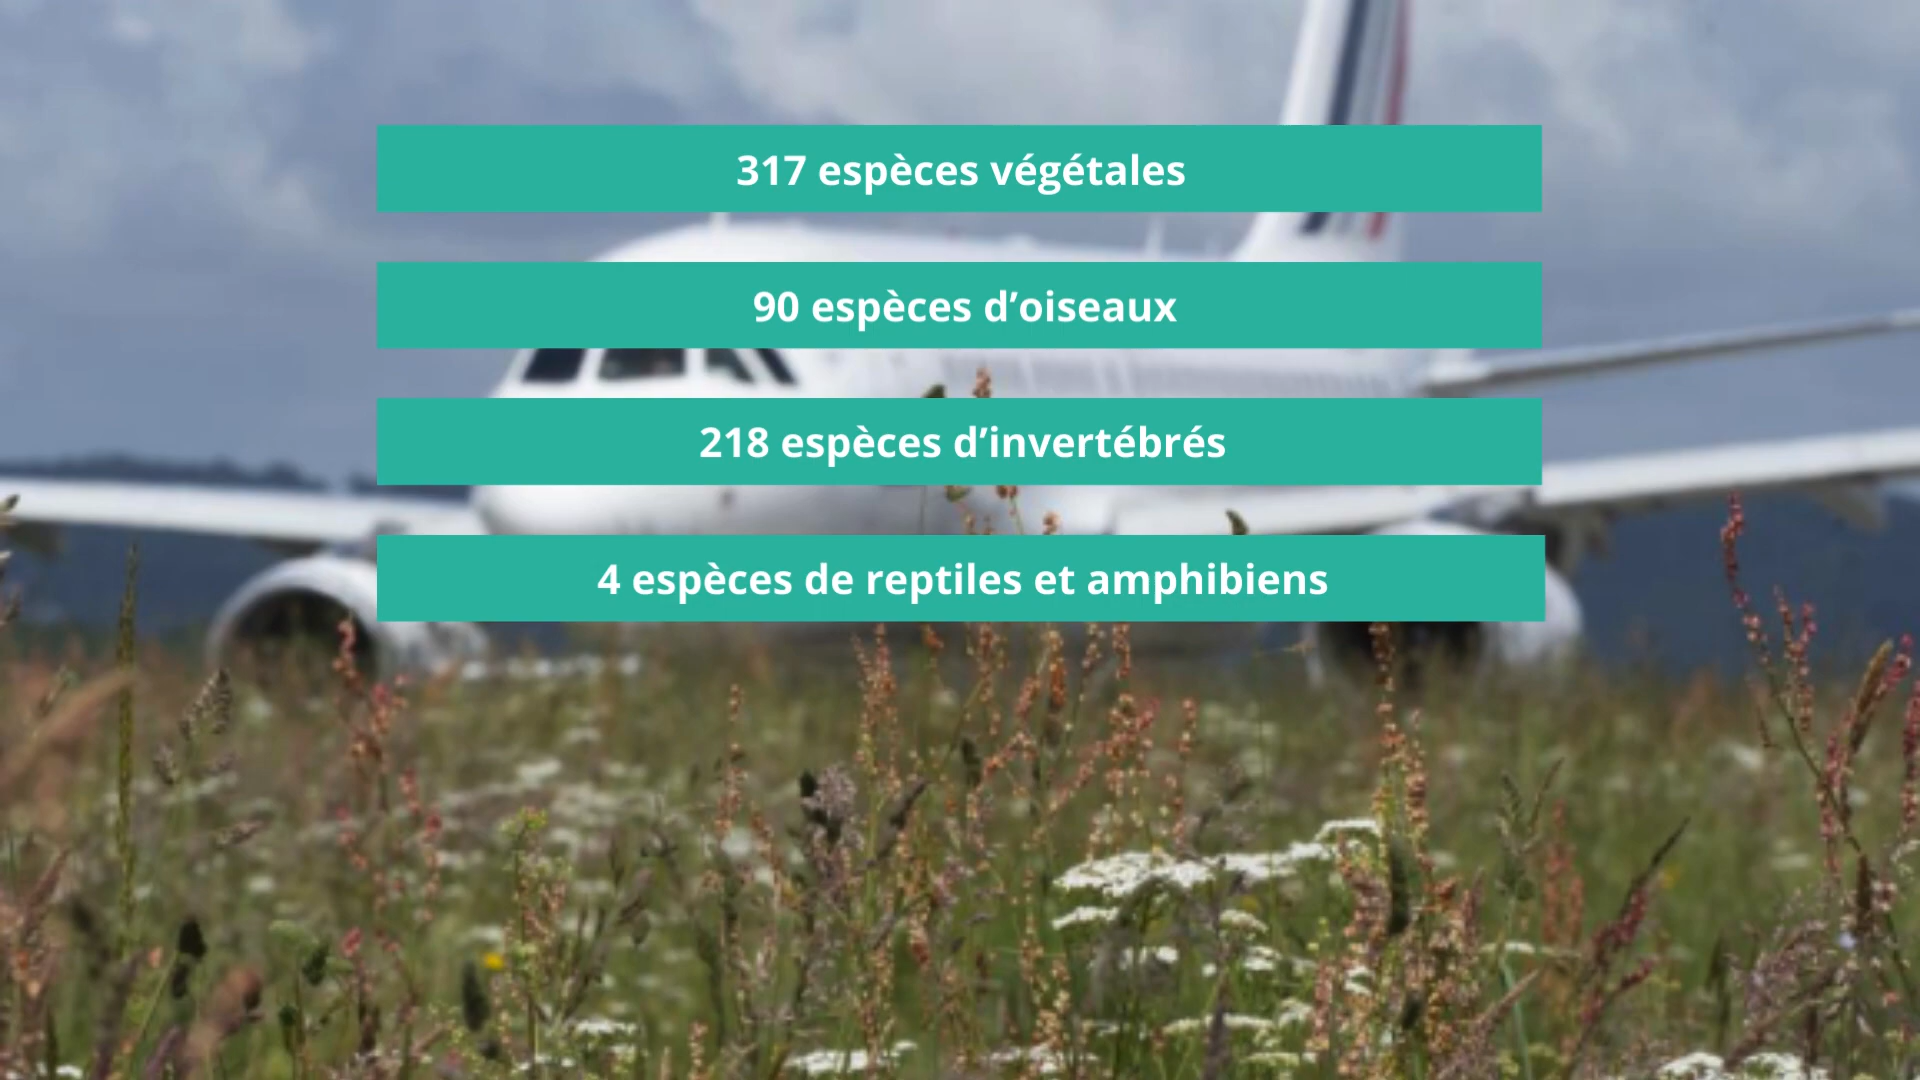 317 espèces végétales
90 espèces d’oiseaux
218 espèces d’invertébrés
4 espèces de reptiles et amphibiens